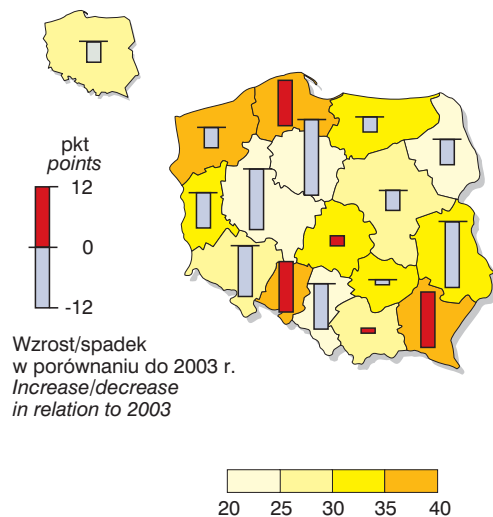 pkt
points
12
0
-12
Wzrost/spadek
w porównaniu do 2003 r.
Increase/decrease
in relation to 2003
20 25 30 35 40